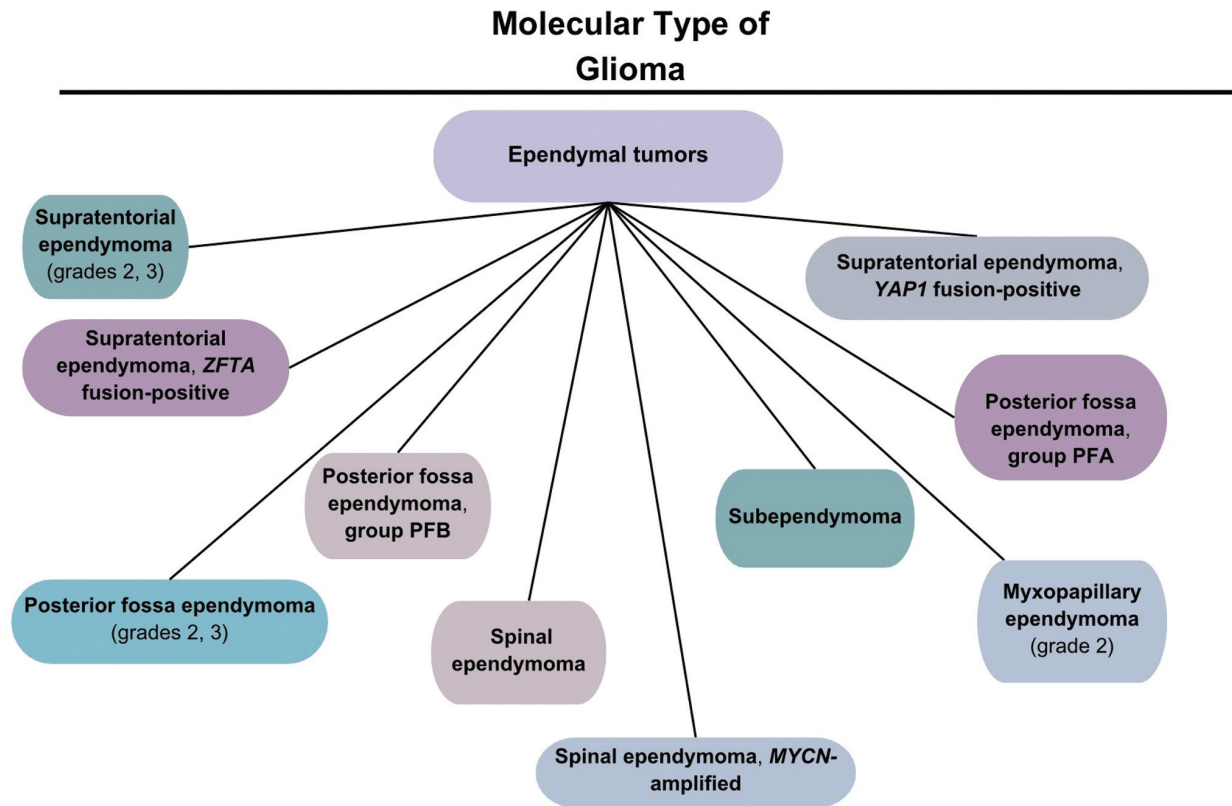 Molecular Type of
Glioma
Ependymal tumors
Supratentorial
ependymoma
(grades 2, 3)
Supratentorial ependymoma,
YAP1 fusion-positive
Supratentorial
ependymoma, ZFTA
fusion-positive
Posterior fossa
ependymoma,
group PFA
Posterior fossa
ependymoma,
group PFB
Subependymoma
Posterior fossa ependymoma
(grades 2, 3)
Spinal
ependymoma
Myxopapillary
ependymoma
(grade 2)
Spinal ependymoma, MYCN-
amplified